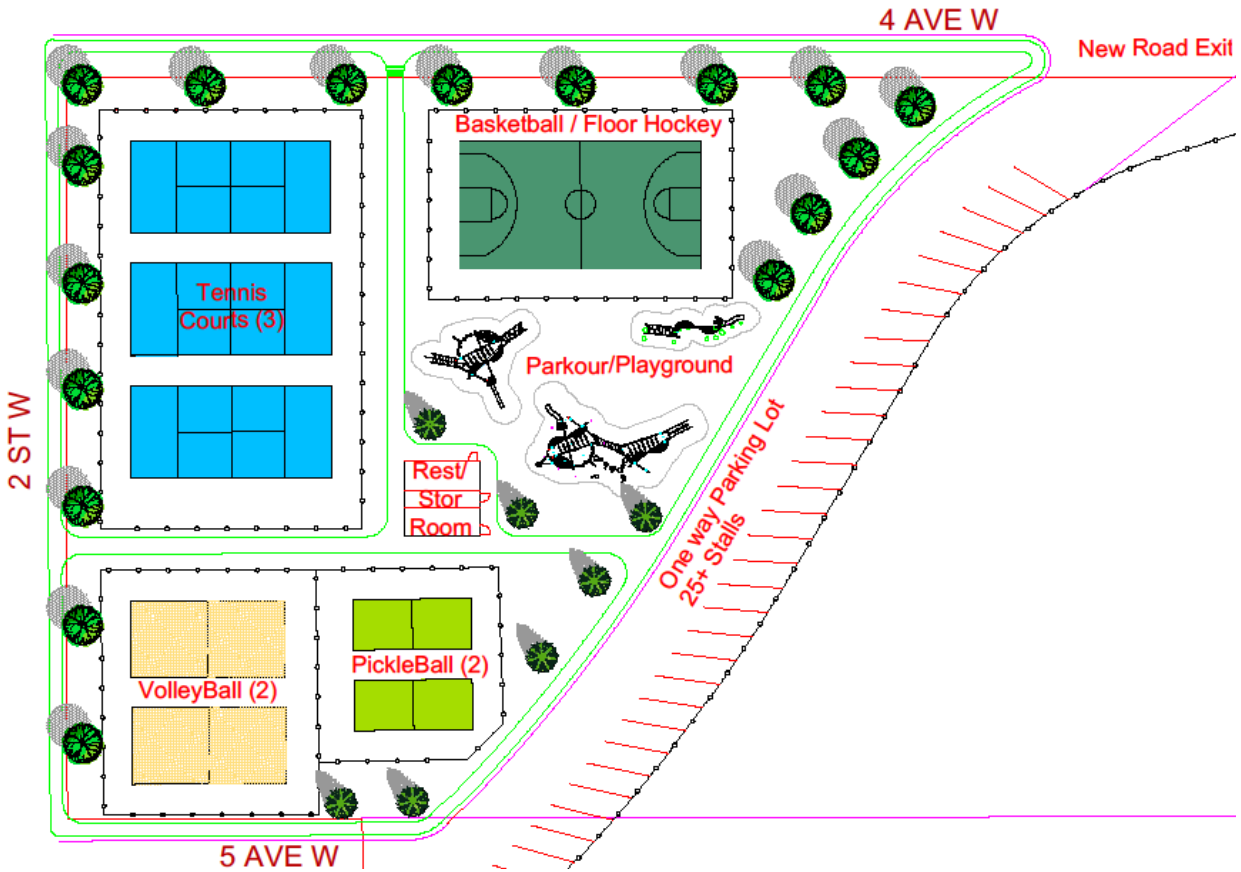 4 AVE W
New Road Exit
Basketball / Floor Hockey
Tennis
Courts (3)
Parkour/Playground
2 ST W
Rest/
Stor
Room
One way Parking Lot
25+ Stalls
PickleBall (2)
VolleyBall (2)
5 AVE W